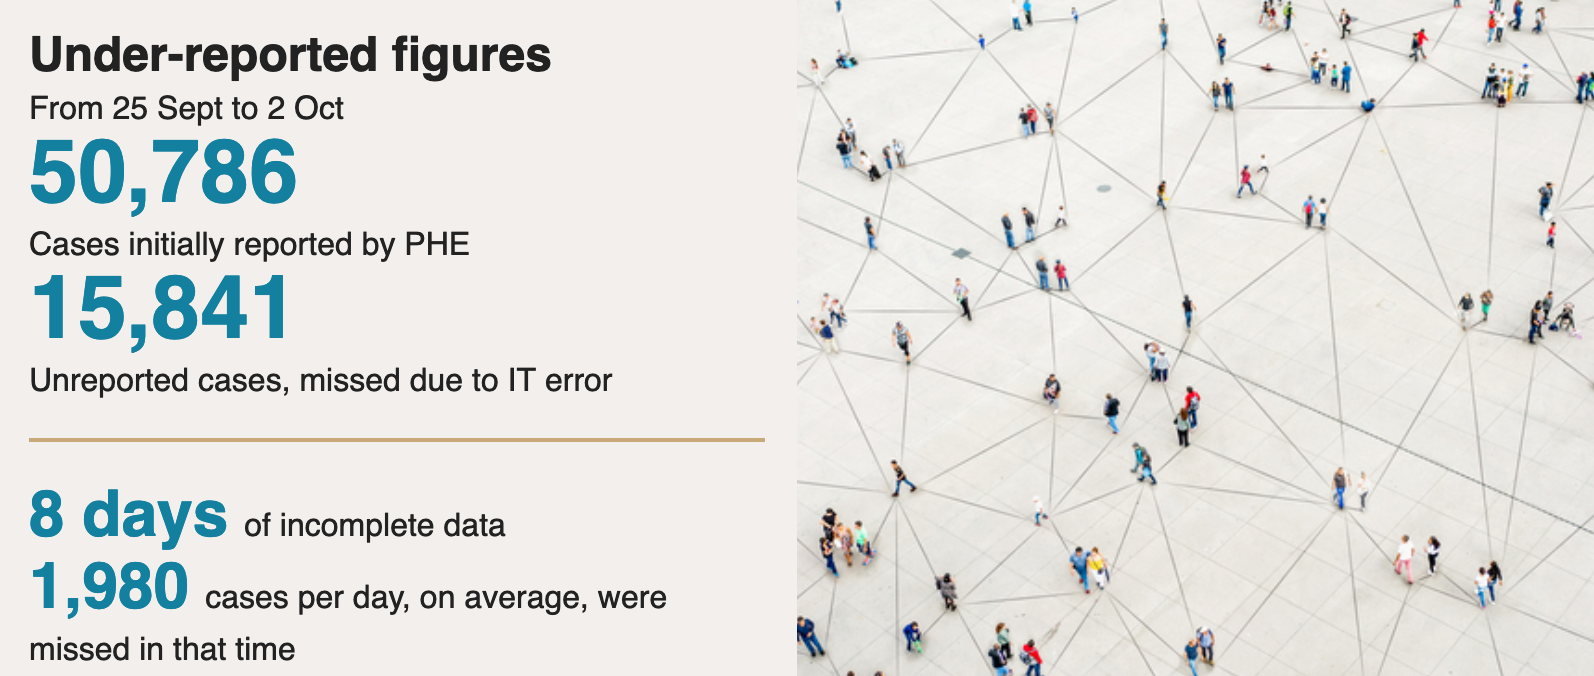 Under-reported figures
From 25 Sept to 2 Oct
50,786
Cases initially reported by PHE
15,841
Unreported cases, missed due to IT error
8 days of incomplete data
1,980 cases per day, on average, were
missed in that time